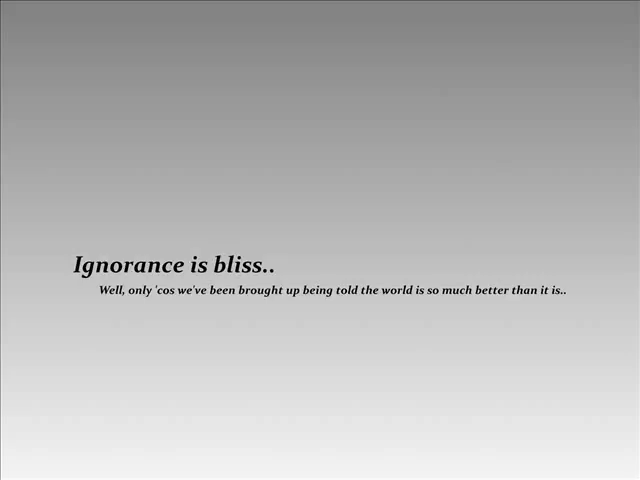 Ignorance is bliss..
Well, only 'cos we've been brought up being told the world is so much better than it is..